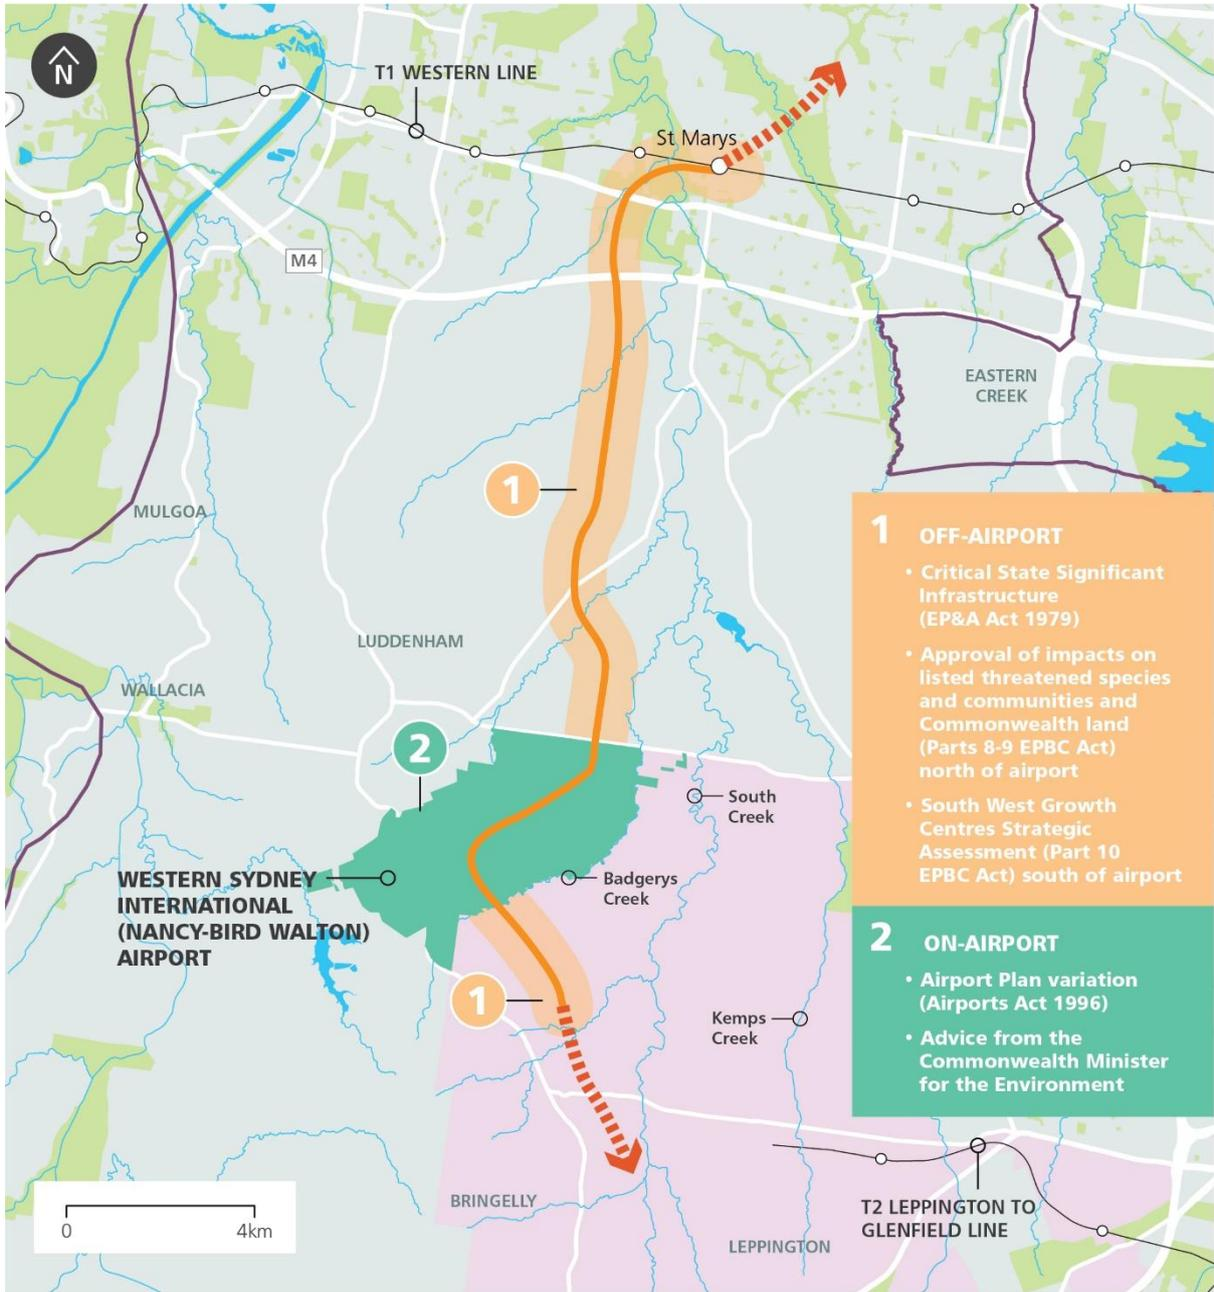 N
T1 WESTERN LINE
St Marys
M4
EASTERN
CREEK
1
MULGOA
LUDDENHAM
WALLACIA
2
South
Creek
WESTERN SYDNEY
INTERNATIONAL
(NANCY-BIRD WALTON)
AIRPORT
Badgerys
Creek
1
Kemps
Creek
BRINGELLY
LEPPINGTON
T2 LEPPINGTON TO
GLENFIELD LINE
0 4km
1 OFF-AIRPORT
• Critical State Significant
Infrastructure
(EP&A Act 1979)
• Approval of impacts on
listed threatened species
and communities and
Commonwealth land
(Parts 8-9 EPBC Act)
north of airport
• South West Growth
Centres Strategic
Assessment (Part 10
EPBC Act) south of airport
2 ON-AIRPORT
• Airport Plan variation
(Airports Act 1996)
• Advice from the
Commonwealth Minister
for the Environment